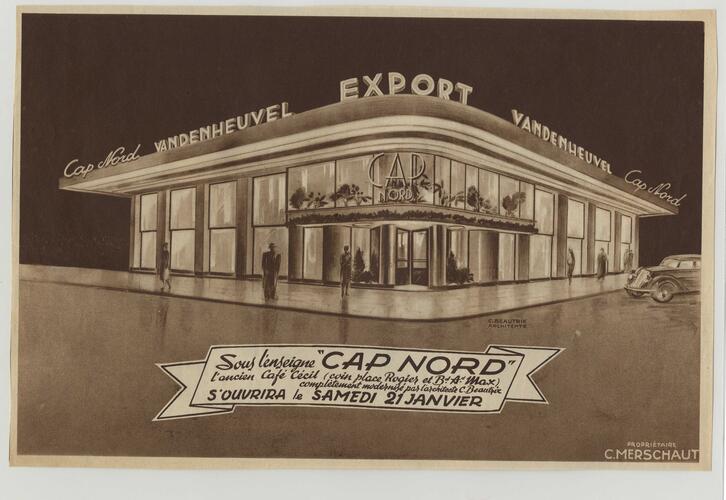 EXPORT
Cap Nord VANDENHEUVEL
VANDENHEUVEL Cap Nord
CAP
NORD
C. BEAUTRIX
ARCHITECTE
Sous l'enseigne "CAP NORD"
l'ancien Café Cécil (coin place Rogier et Bd Ad Max)
complètement modernisé par l'architecte C. Beautrix
S'OUVRIRA le SAMEDI 21 JANVIER
PROPRIÉTAIRE
C. MERSCHAUT